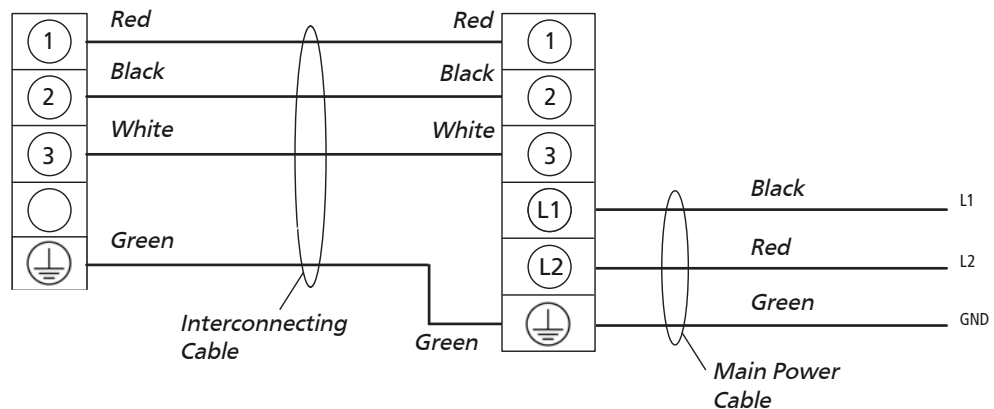 Red
Red
1
1
Black
Black
2
2
White
White
3
3
Black
L1
L1
Green
Red
L2
L2
Green
GND
Interconnecting
Cable
Green
Main Power
Cable